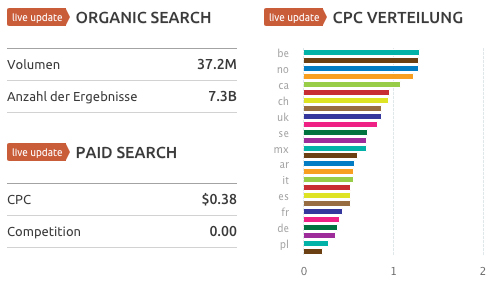 live update ORGANIC SEARCH
Volumen 37.2M
Anzahl der Ergebnisse 7.3B
live update PAID SEARCH
CPC $0.38
Competition 0.00
live update CPC VERTEILUNG
be
no
ca
ch
uk
se
mx
ar
it
es
fr
de
pl
0 1 2